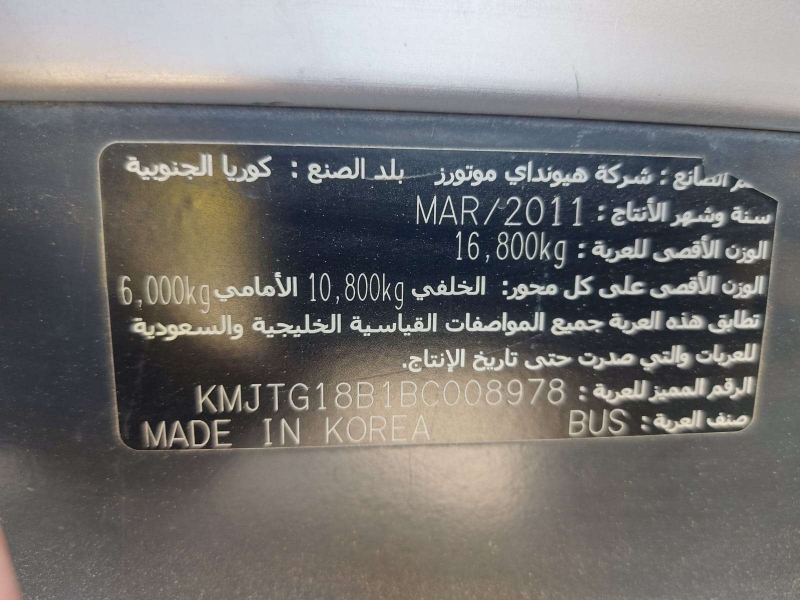 الصانع : شركة هيونداي موتورز بلد الصنع : كوريا الجنوبية
سنة وشهر الأنتاج : MAR/2011
الوزن الأقصى للعربة : 16,800kg
الوزن الأقصى على كل محور: الخلفي 10,800kg الأمامي 6,000kg
تطابق هذه العربة جميع المواصفات القياسية الخليجية والسعودية
للعربات والتي صدرت حتى تاريخ الإنتاج.
الرقم المميز للعربة : KMJTG18B1BC008978
صنف العربة : BUS
MADE IN KOREA